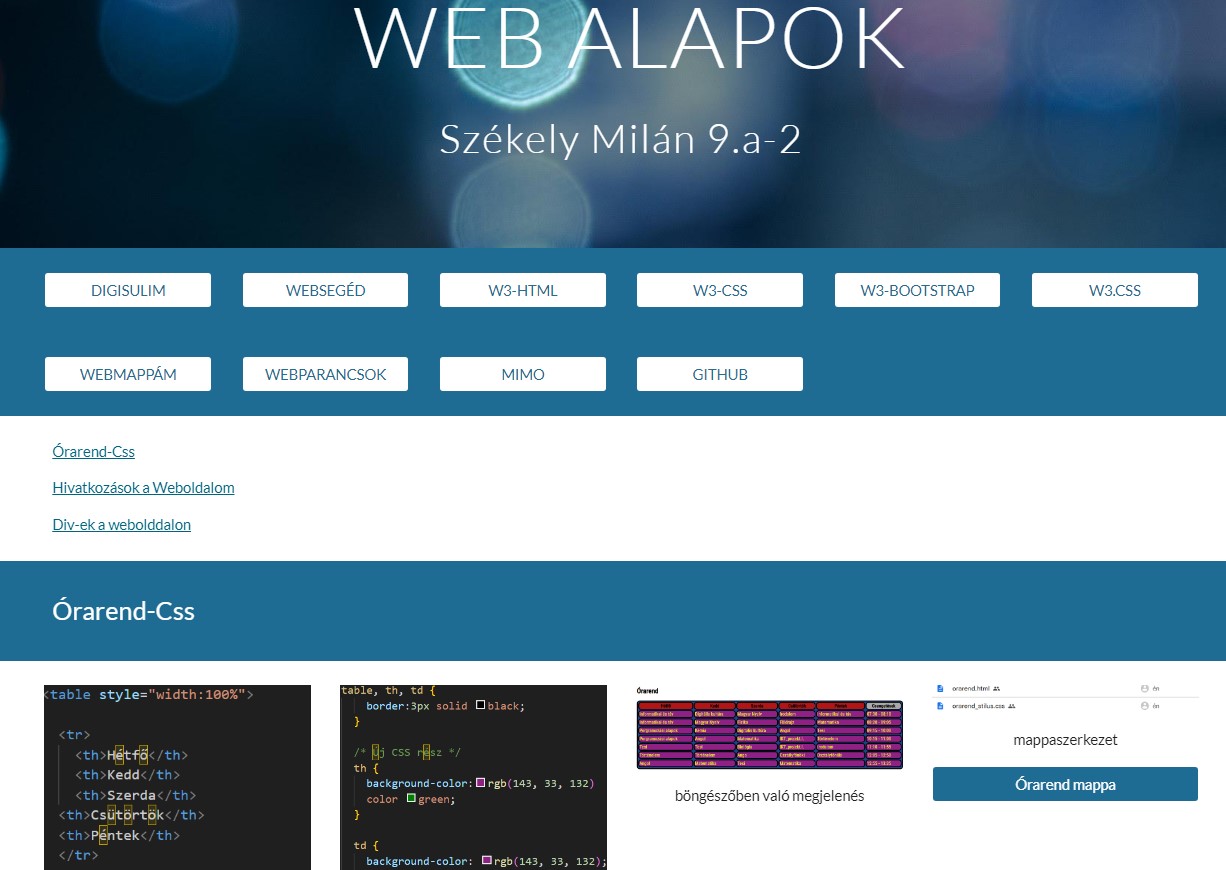 WEB ALAPOK
Székely Milán 9.a-2
DIGISULIM
WEBSEGÉD
W3-HTML
W3-CSS
W3-BOOTSTRAP
W3.CSS
WEBMAPPÁM
WEBPARANCSOK
MIMO
GITHUB
Órarend-Css
Hivatkozások a Weboldalom
Div-ek a webolddalon
Órarend-Css
<table style="width:100%">
<tr>
<th>Hétfő</th>
<th>Kedd</th>
<th>Szerda</th>
<th>Csütörtök</th>
<th>Péntek</th>
</tr>
table, th, td {
border:3px solid black;
}
/* Új CSS rész */
th {
background-color: rgb(143, 33, 132)
color green;
}
td {
background-color: rgb(143, 33, 132);
Órarend
böngészőben való megjelenés
orarend.html
én
orarend_stilus.css
én
mappaszerkezet
Órarend mappa